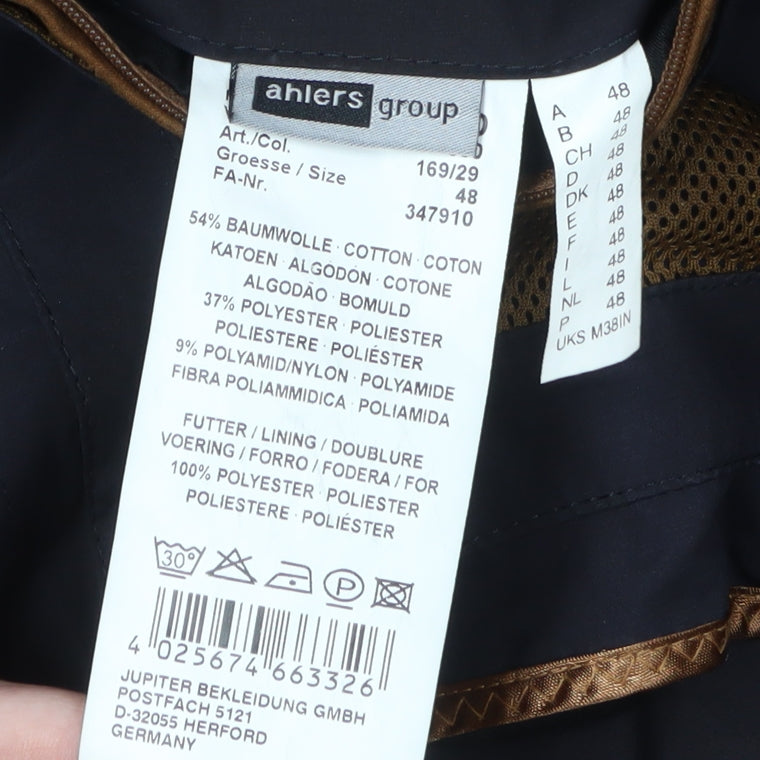 ahlers group
Art./Col.
169/29
Groesse / Size
48
FA-Nr.
347910
54% BAUMWOLLE · COTTON · COTON
KATOEN · ALGODÓN · COTONE
ALGODÃO · BOMULD
37% POLYESTER · POLIESTER
POLIESTERE · POLIÉSTER
9% POLYAMID/NYLON · POLYAMIDE
FIBRA POLIAMMIDICA · POLIAMIDA
FUTTER / LINING / DOUBLURE
VOERING / FORRO / FODERA / FOR
100% POLYESTER · POLIESTER
POLIESTERE · POLIÉSTER
30° P
4 025674 663326
JUPITER BEKLEIDUNG GMBH
POSTFACH 5121
D-32055 HERFORD
GERMANY
A 48
B 48
CH 48
D 48
DK 48
E 48
F 48
I 48
L 48
NL 48
P 48
UKS M38IN